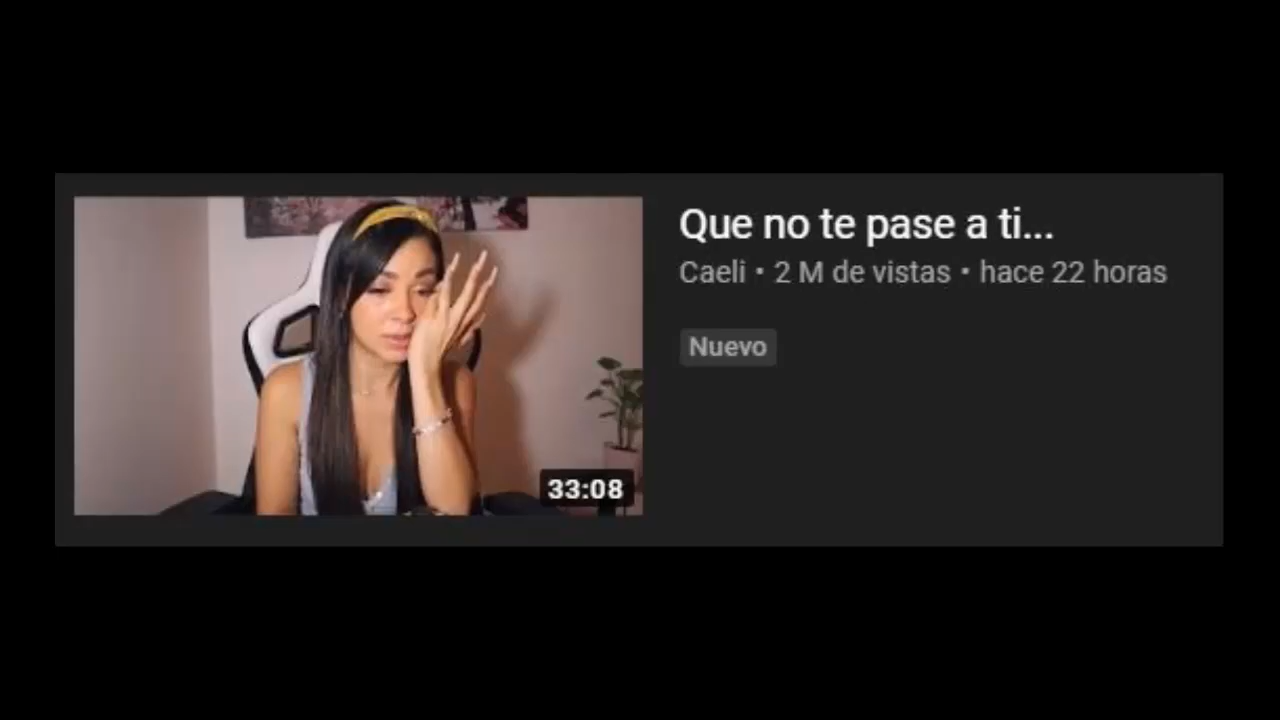 Que no te pase a ti...
Caeli • 2 M de vistas • hace 22 horas
Nuevo
33:08